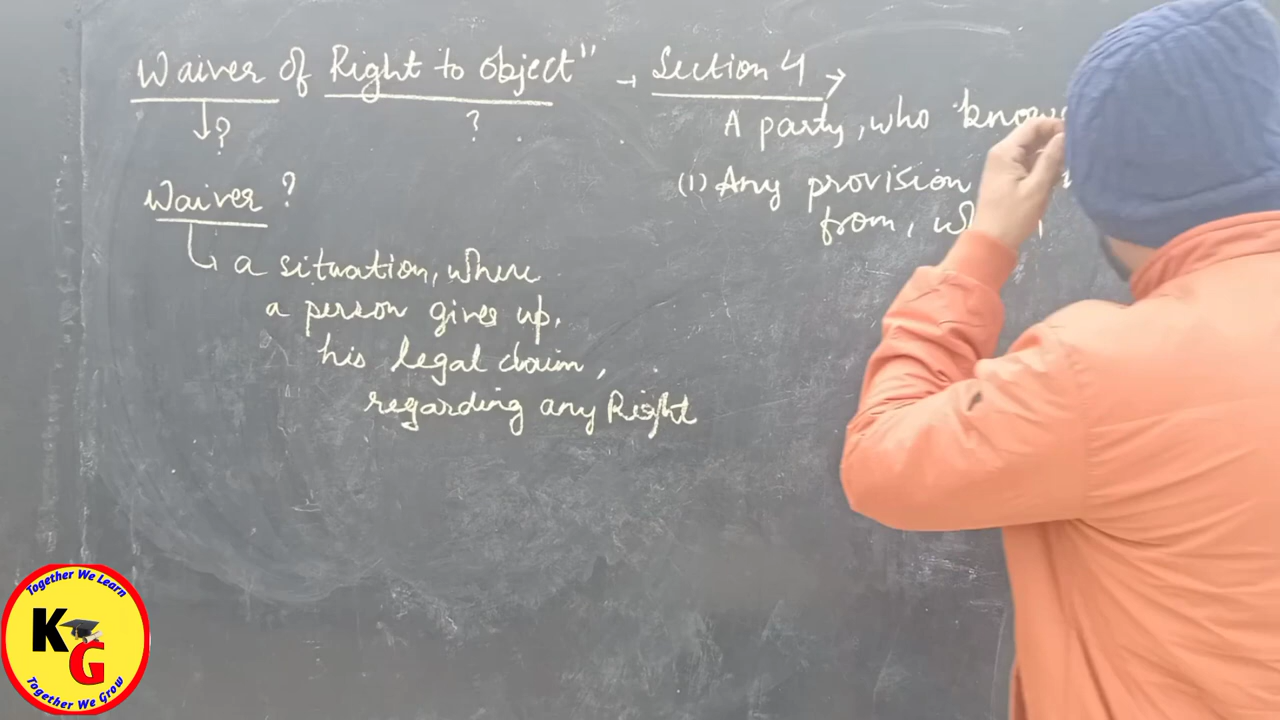 Waiver of Right to object" → Section 4 →
?
?
A party, who knows
Waiver ?
(1) Any provision
from,
a situation, where
a person gives up,
his legal claim,
regarding any Right
Together We Learn
KG
Together We Grow